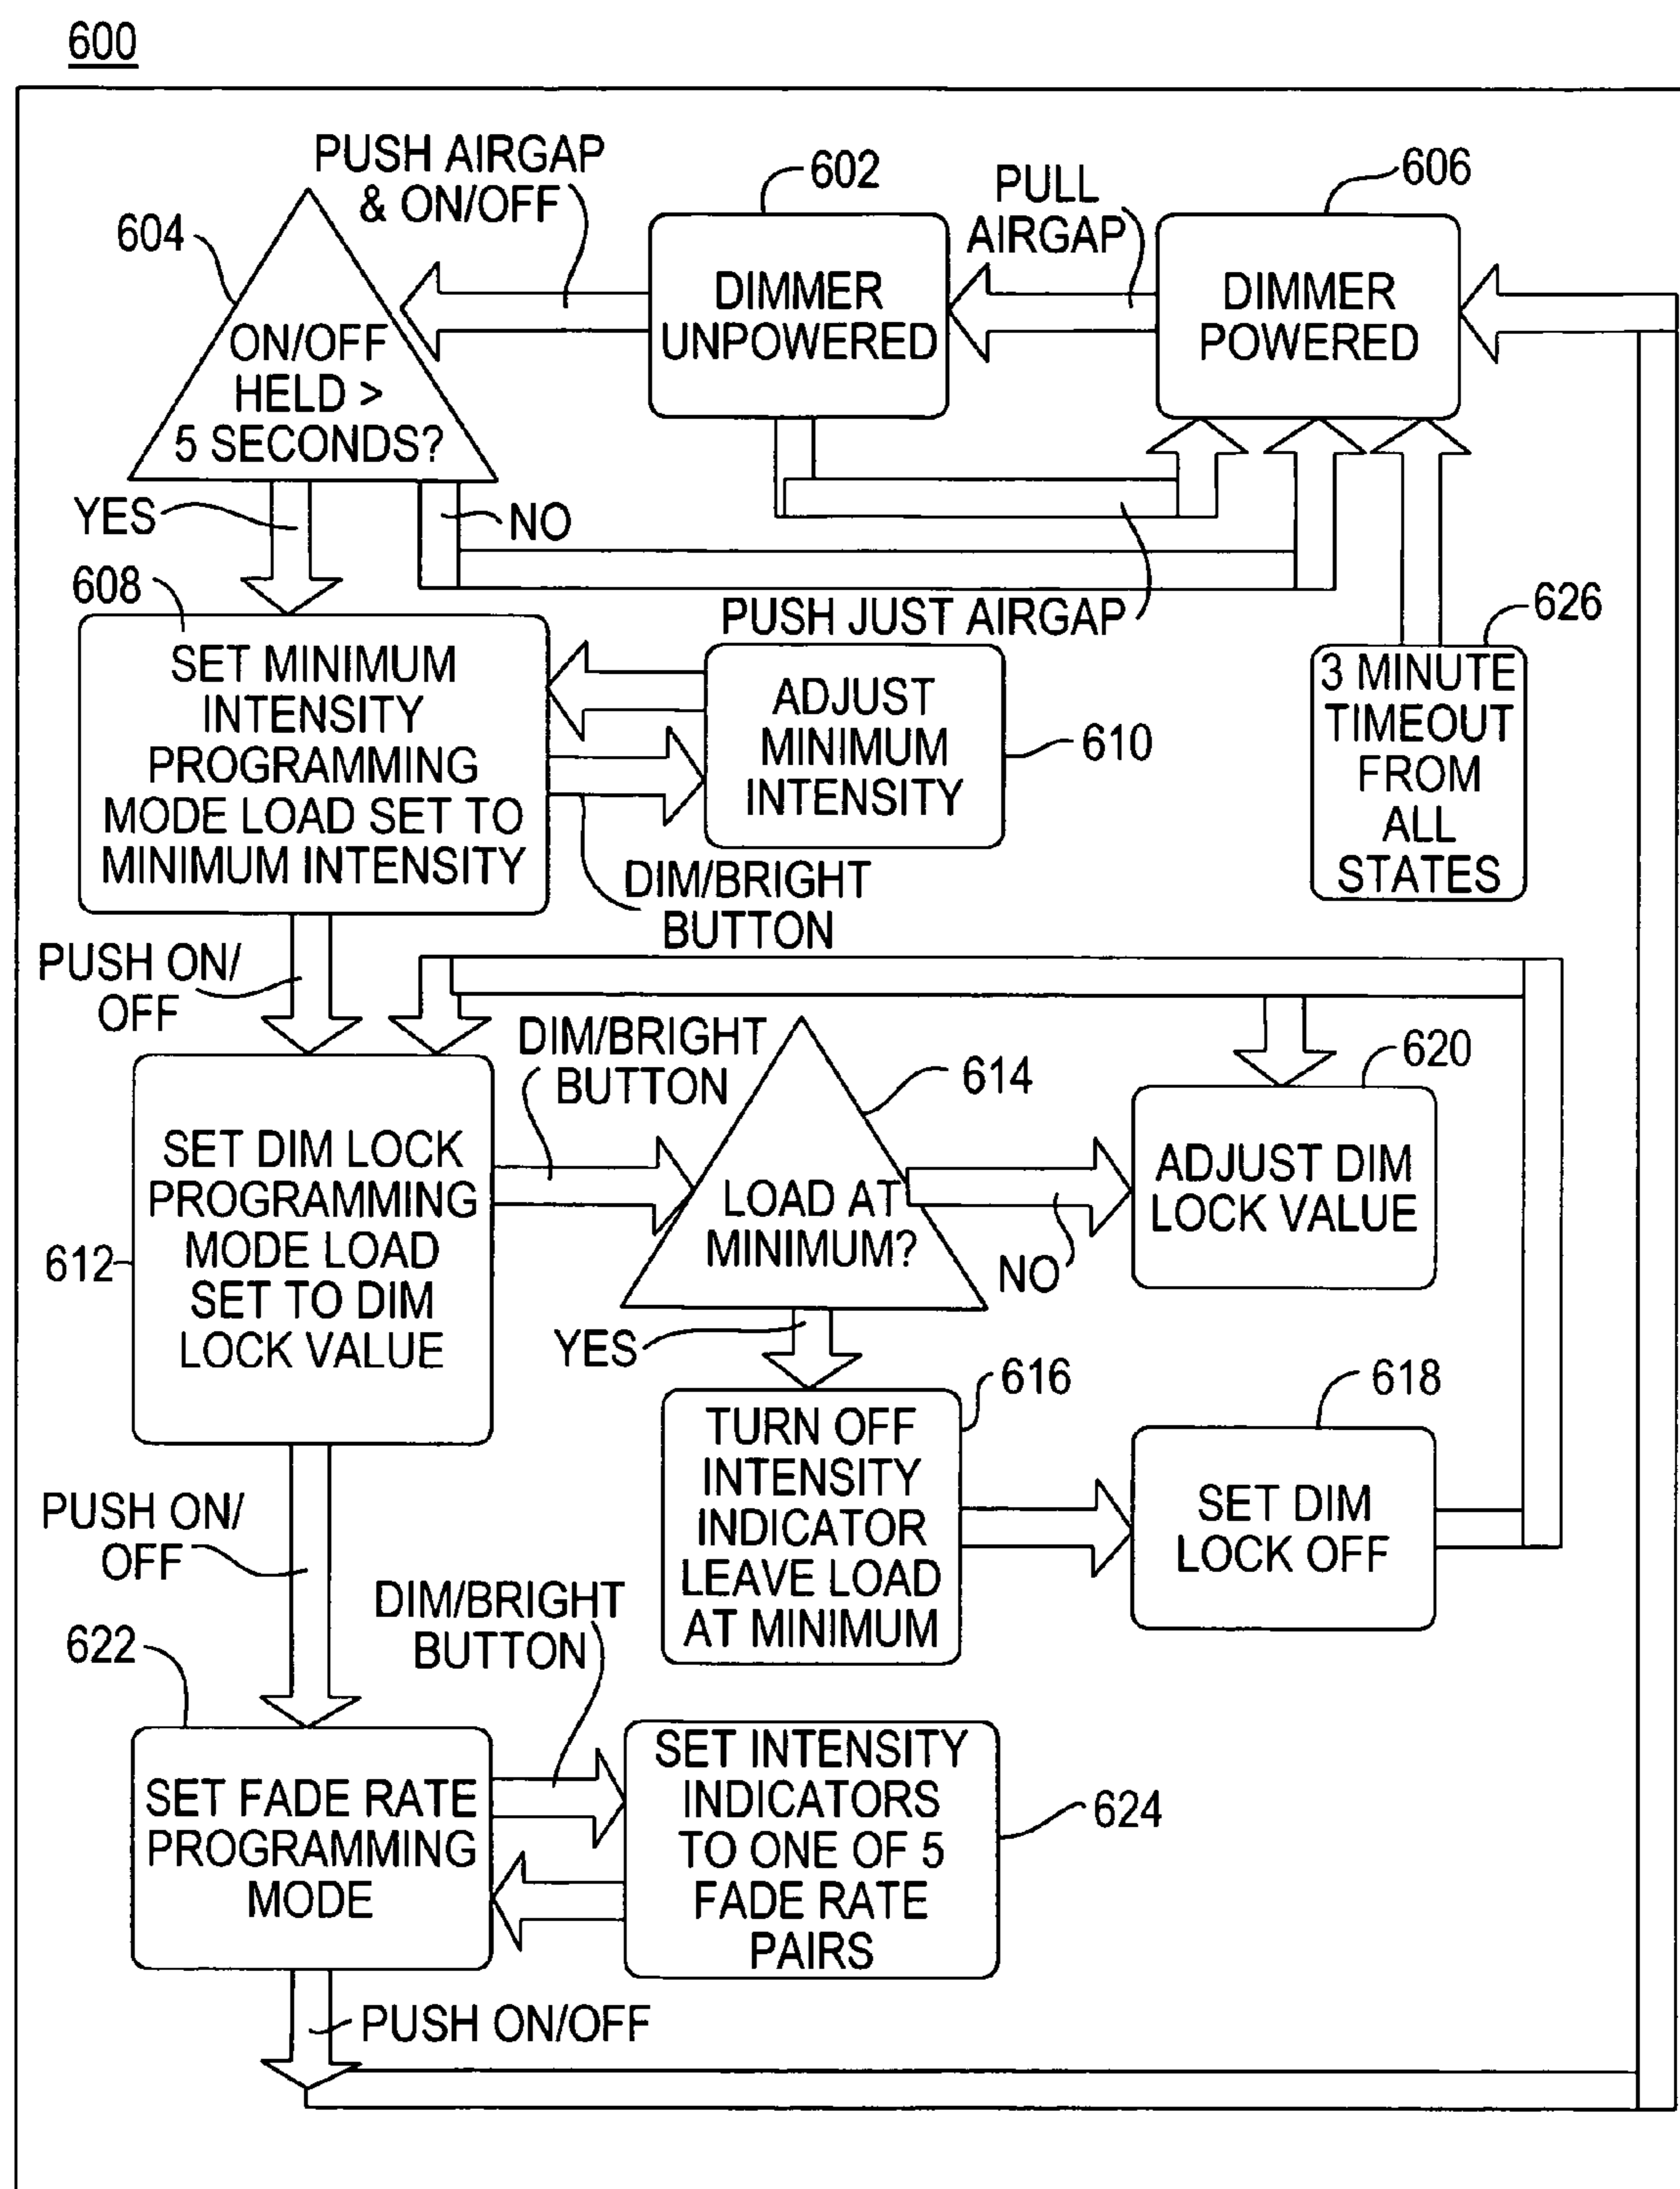 600
PUSH AIRGAP
& ON/OFF
602
PULL
AIRGAP
606
604
ON/OFF
HELD >
5 SECONDS?
DIMMER
UNPOWERED
DIMMER
POWERED
YES
NO
PUSH JUST AIRGAP
608
SET MINIMUM
INTENSITY
PROGRAMMING
MODE LOAD SET TO
MINIMUM INTENSITY
ADJUST
MINIMUM
INTENSITY
610
626
3 MINUTE
TIMEOUT
FROM
ALL
STATES
DIM/BRIGHT
BUTTON
PUSH ON/
OFF
DIM/BRIGHT
BUTTON
614
620
612
SET DIM LOCK
PROGRAMMING
MODE LOAD
SET TO DIM
LOCK VALUE
LOAD AT
MINIMUM?
NO
ADJUST DIM
LOCK VALUE
YES
616
618
TURN OFF
INTENSITY
INDICATOR
LEAVE LOAD
AT MINIMUM
SET DIM
LOCK OFF
PUSH ON/
OFF
DIM/BRIGHT
BUTTON
622
SET FADE RATE
PROGRAMMING
MODE
SET INTENSITY
INDICATORS
TO ONE OF 5
FADE RATE
PAIRS
624
PUSH ON/OFF